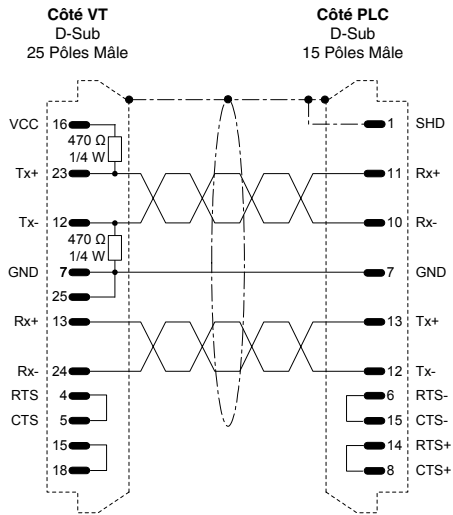 Côté VT
D-Sub
25 Pôles Mâle
Côté PLC
D-Sub
15 Pôles Mâle
VCC 16
470 Ω
1/4 W
Tx+ 23
Tx- 12
470 Ω
1/4 W
GND 7
25
Rx+ 13
Rx- 24
RTS 4
CTS 5
15
18
1 SHD
11 Rx+
10 Rx-
7 GND
13 Tx+
12 Tx-
6 RTS-
15 CTS-
14 RTS+
8 CTS+